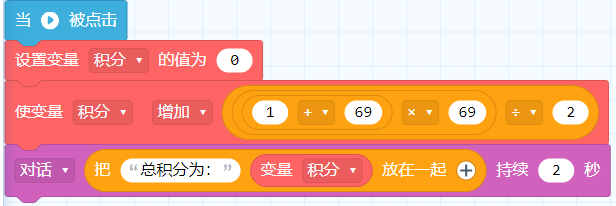 当 被点击
设置变量 积分 的值为 0
使变量 积分 增加 1 + 69 × 69 ÷ 2
对话 把 “总积分为：” 变量 积分 放在一起 + 持续 2 秒